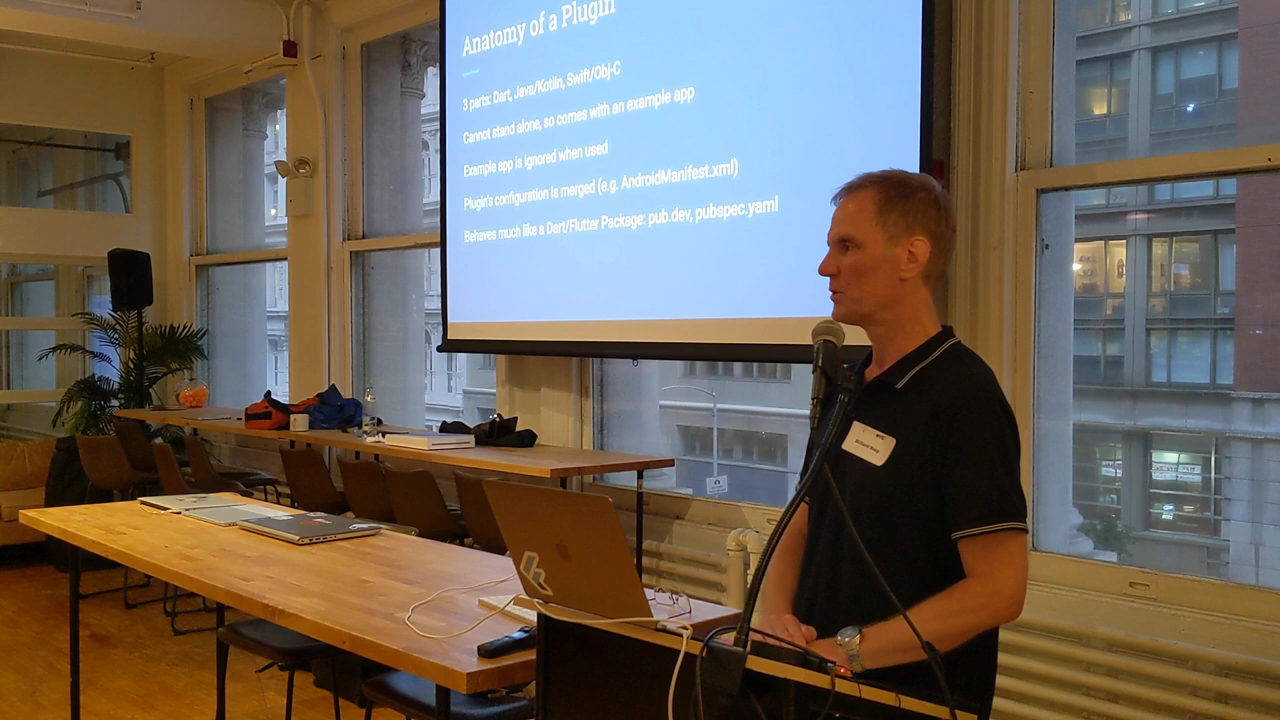 Anatomy of a Plugin
3 parts: Dart, Java/Kotlin, Swift/Obj-C
Cannot stand alone, so comes with an example app
Example app is ignored when used
Plugin's configuration is merged (e.g. AndroidManifest.xml)
Behaves much like a Dart/Flutter Package: pub.dev, pubspec.yaml